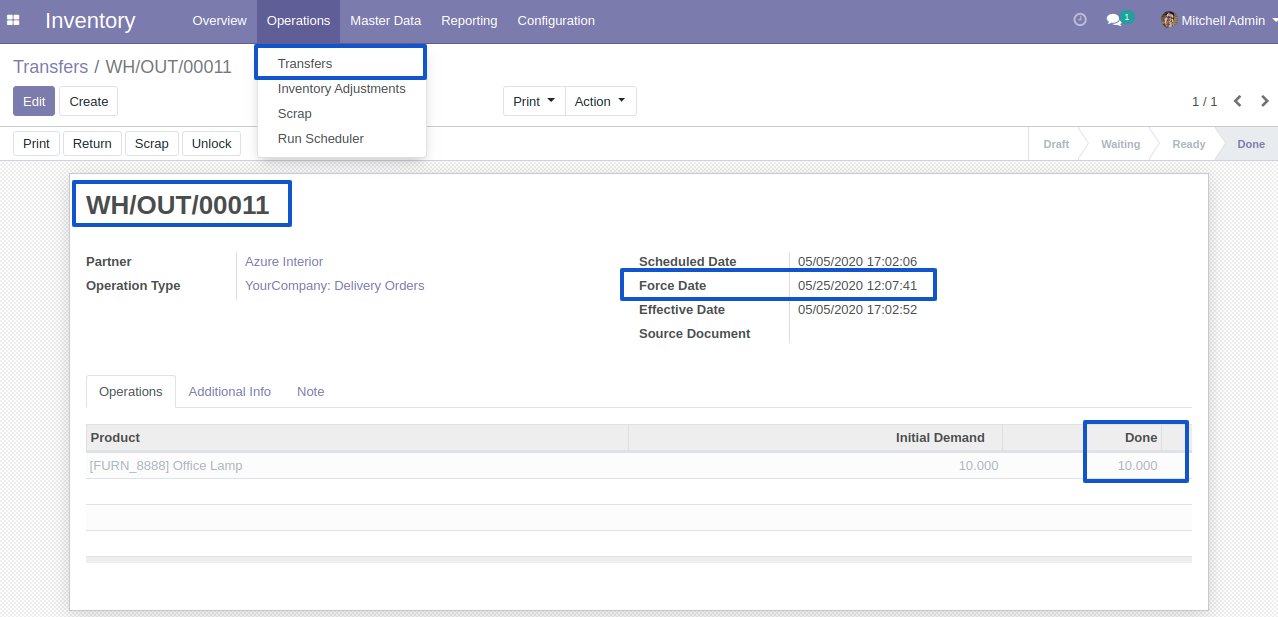 Inventory Overview Operations Master Data Reporting Configuration 1 Mitchell Admin
Transfers / WH/OUT/00011
Transfers
Inventory Adjustments
Scrap
Run Scheduler
Edit Create Print Action 1 / 1
Print Return Scrap Unlock Draft Waiting Ready Done
WH/OUT/00011
Partner Azure Interior
Operation Type YourCompany: Delivery Orders
Scheduled Date 05/05/2020 17:02:06
Force Date 05/25/2020 12:07:41
Effective Date 05/05/2020 17:02:52
Source Document
Operations Additional Info Note
Product Initial Demand Done
[FURN_8888] Office Lamp 10.000 10.000